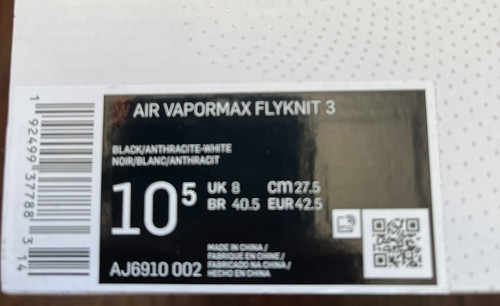 AIR VAPORMAX FLYKNIT 3
BLACK/ANTHRACITE-WHITE
NOIR/BLANC/ANTHRACIT
10 5
UK 8 CM 27.5
BR 40.5 EUR 42.5
MADE IN CHINA /
FABRIQUE EN CHINE /
FABRICADO NA CHINA /
HECHO EN CHINA
AJ6910 002
1 92499 37788 3 14